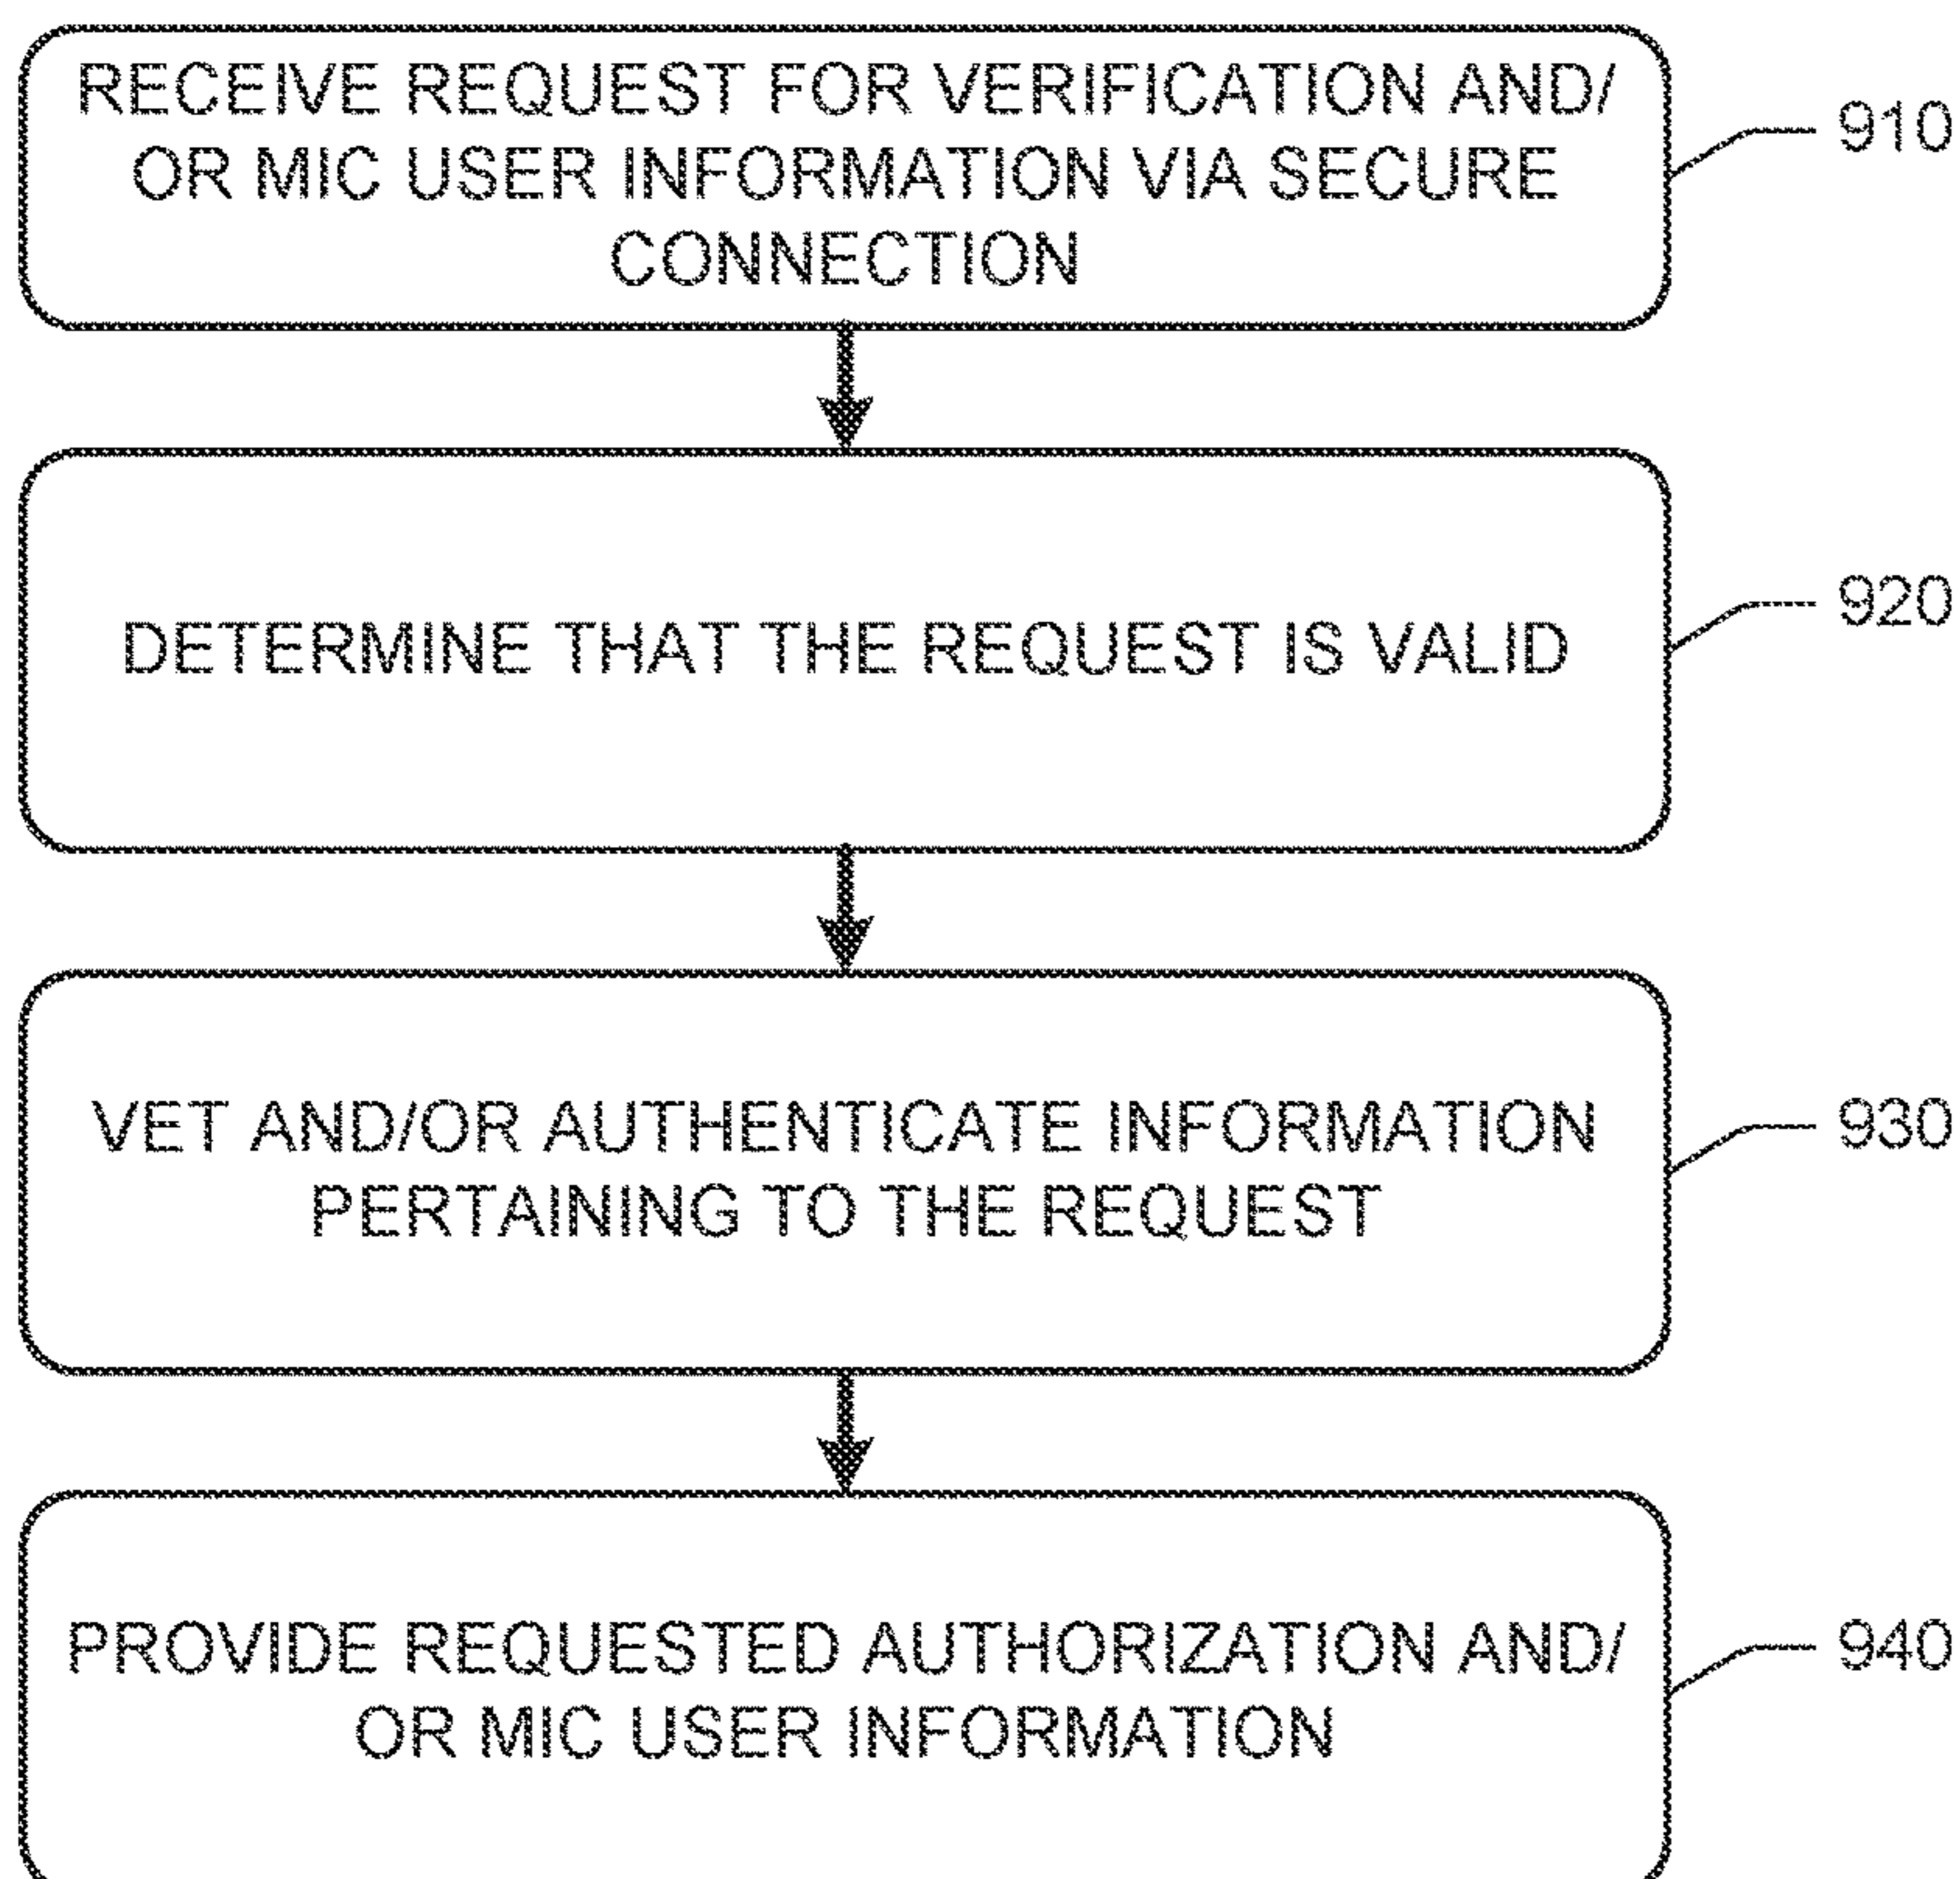 RECEIVE REQUEST FOR VERIFICATION AND/
OR MIC USER INFORMATION VIA SECURE
CONNECTION
910
DETERMINE THAT THE REQUEST IS VALID
920
VET AND/OR AUTHENTICATE INFORMATION
PERTAINING TO THE REQUEST
930
PROVIDE REQUESTED AUTHORIZATION AND/
OR MIC USER INFORMATION
940